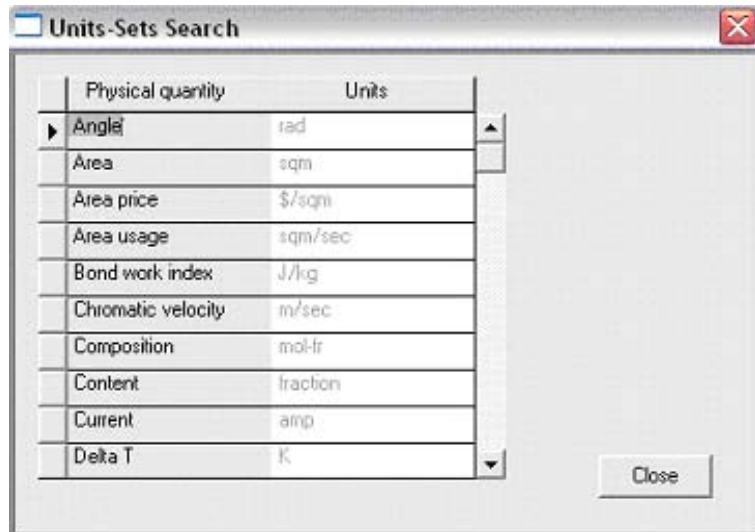 Units-Sets Search
Physical quantity Units
Angle rad
Area sqm
Area price $/sqm
Area usage sqm/sec
Bond work index J/kg
Chromatic velocity m/sec
Composition mol-fr
Content fraction
Current amp
Delta T K
Close